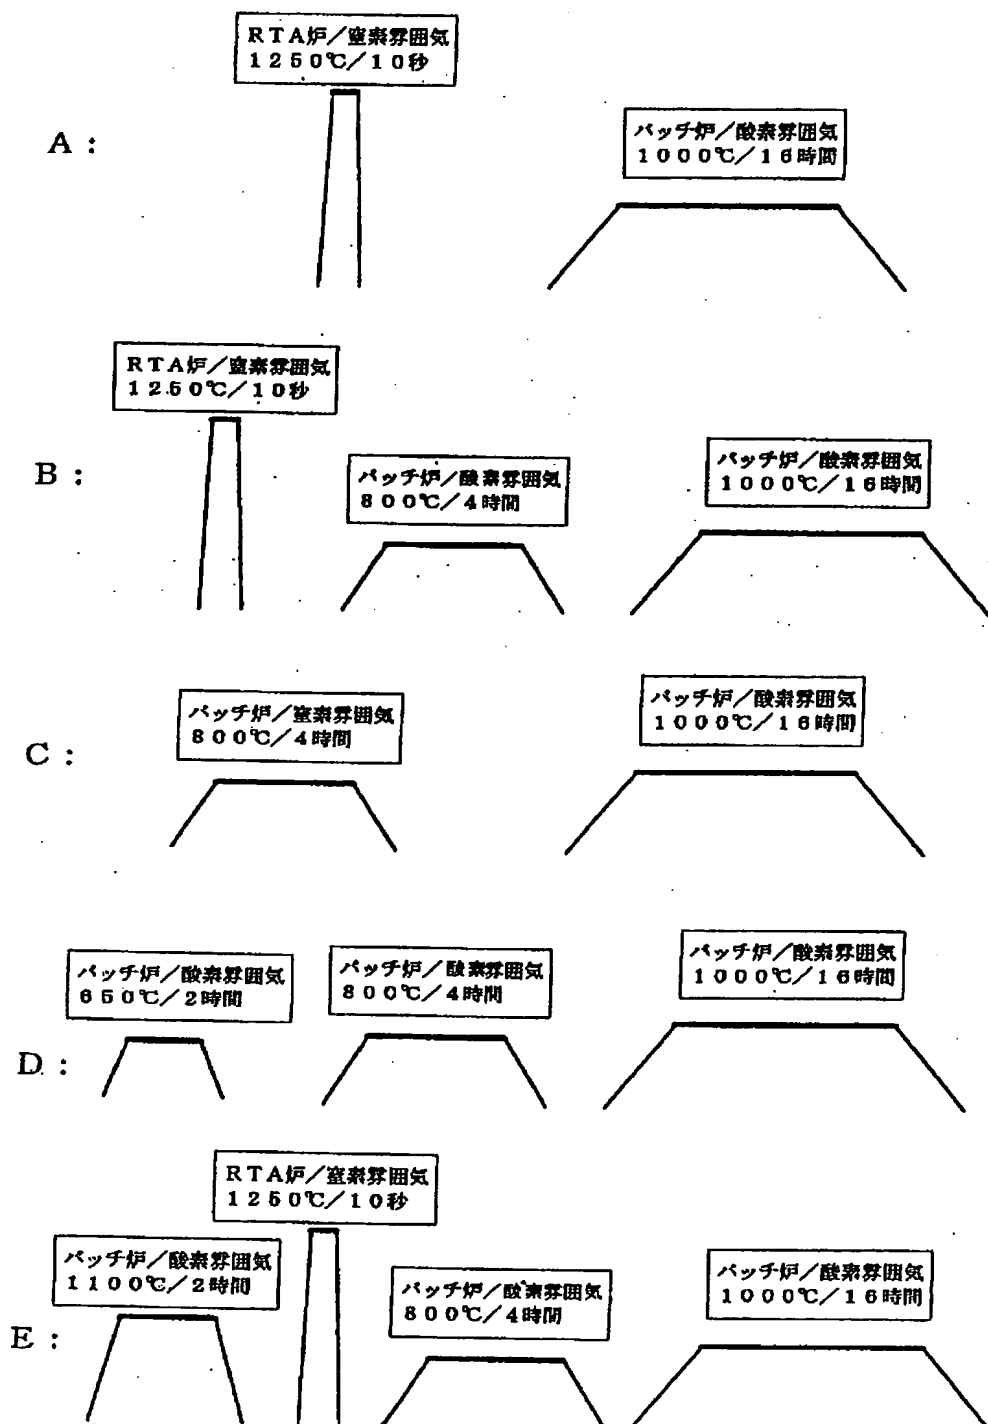 RTA炉/窒素雰囲気
1250℃/10秒
A:
バッチ炉/酸素雰囲気
1000℃/16時間
RTA炉/窒素雰囲気
1250℃/10秒
B:
バッチ炉/酸素雰囲気
800℃/4時間
バッチ炉/酸素雰囲気
1000℃/16時間
C:
バッチ炉/窒素雰囲気
800℃/4時間
バッチ炉/酸素雰囲気
1000℃/16時間
D:
バッチ炉/酸素雰囲気
650℃/2時間
バッチ炉/酸素雰囲気
800℃/4時間
バッチ炉/酸素雰囲気
1000℃/16時間
E:
バッチ炉/酸素雰囲気
1100℃/2時間
RTA炉/窒素雰囲気
1250℃/10秒
バッチ炉/酸素雰囲気
800℃/4時間
バッチ炉/酸素雰囲気
1000℃/16時間